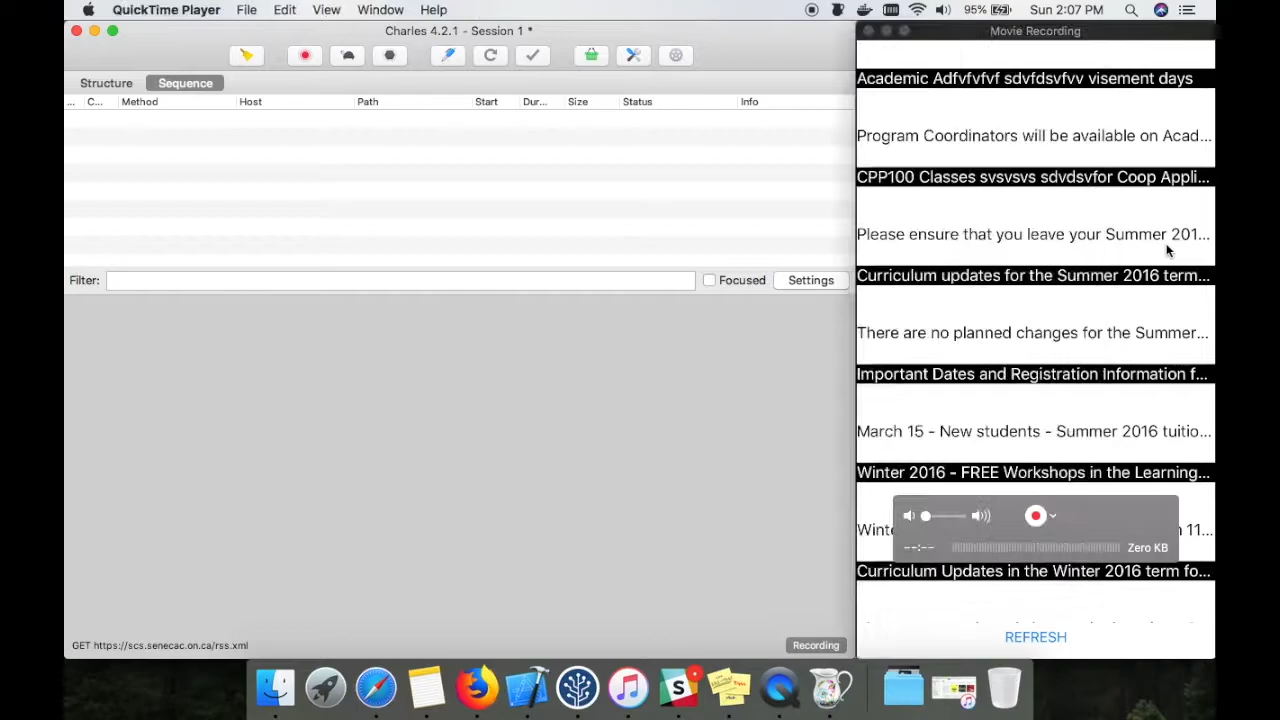 QuickTime Player File Edit View Window Help 95% Sun 2:07 PM
Charles 4.2.1 - Session 1 *
Structure Sequence
... C... Method Host Path Start Dur... Size Status Info
Filter: Focused Settings
GET https://scs.senecac.on.ca/rss.xml Recording
Movie Recording
Academic Adfvfvfvf sdvfdsvfvv visement days
Program Coordinators will be available on Acad...
CPP100 Classes svsvsvs sdvdsvfor Coop Appli...
Please ensure that you leave your Summer 201...
Curriculum updates for the Summer 2016 term...
There are no planned changes for the Summer...
Important Dates and Registration Information f...
March 15 - New students - Summer 2016 tuitio...
Winter 2016 - FREE Workshops in the Learning...
11...
--:-- Zero KB
Curriculum Updates in the Winter 2016 term fo...
REFRESH